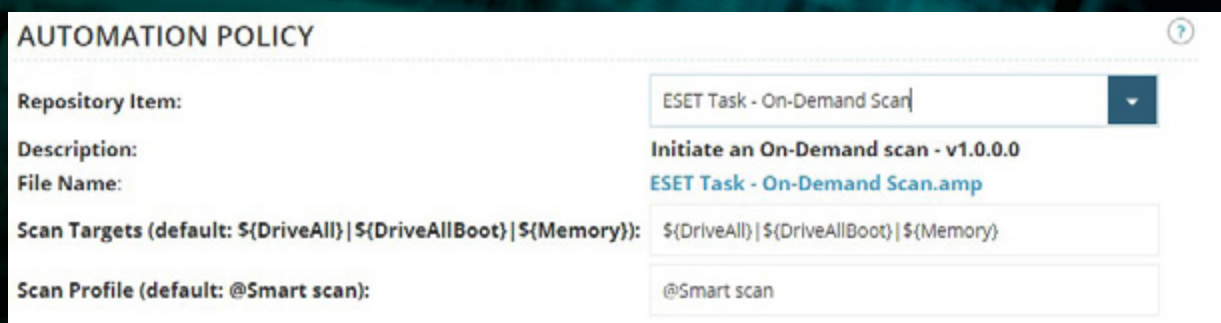 AUTOMATION POLICY ?
Repository Item: ESET Task - On-Demand Scan
Description: Initiate an On-Demand scan - v1.0.0.0
File Name: ESET Task - On-Demand Scan.amp
Scan Targets (default: ${DriveAll}|${DriveAllBoot}|${Memory}): ${DriveAll}|${DriveAllBoot}|${Memory}
Scan Profile (default: @Smart scan): @Smart scan